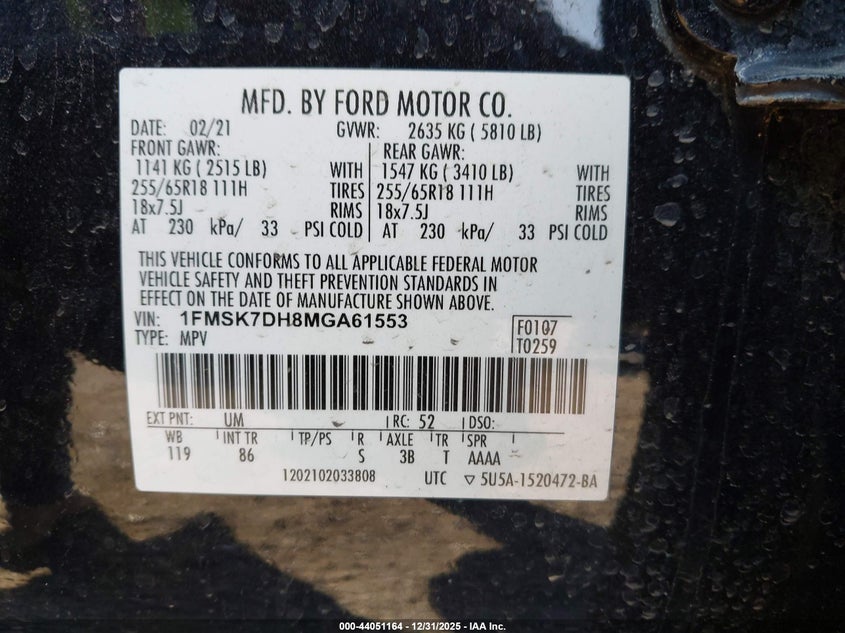 MFD. BY FORD MOTOR CO.
DATE: 02/21 GVWR: 2635 KG ( 5810 LB)
FRONT GAWR: REAR GAWR:
1141 KG ( 2515 LB) WITH 1547 KG ( 3410 LB) WITH
255/65R18 111H TIRES 255/65R18 111H TIRES
18x7.5J RIMS 18x7.5J RIMS
AT 230 kPa/ 33 PSI COLD AT 230 kPa/ 33 PSI COLD
THIS VEHICLE CONFORMS TO ALL APPLICABLE FEDERAL MOTOR
VEHICLE SAFETY AND THEFT PREVENTION STANDARDS IN
EFFECT ON THE DATE OF MANUFACTURE SHOWN ABOVE.
VIN: 1FMSK7DH8MGA61553 F0107
TYPE: MPV T0259
EXT PNT: UM RC: 52 DSO:
WB INT TR TP/PS R AXLE TR SPR
119 86 S 3B T AAAA
1202102033808 UTC ▽ 5U5A-1520472-BA
000-44051164 - 12/31/2025 - IAA Inc.